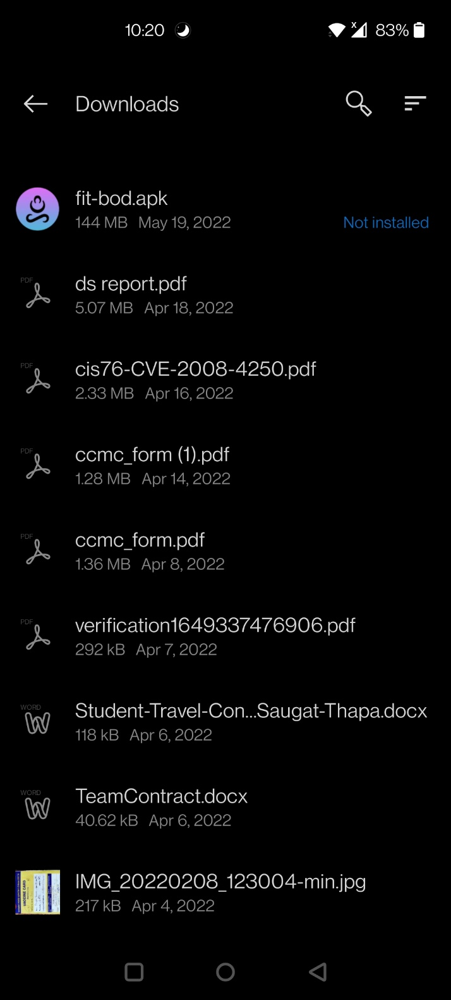 10:20 X 83%
Downloads
fit-bod.apk
144 MB May 19, 2022 Not installed
PDF
ds report.pdf
5.07 MB Apr 18, 2022
PDF
cis76-CVE-2008-4250.pdf
2.33 MB Apr 16, 2022
PDF
ccmc_form (1).pdf
1.28 MB Apr 14, 2022
PDF
ccmc_form.pdf
1.36 MB Apr 8, 2022
PDF
verification1649337476906.pdf
292 kB Apr 7, 2022
WORD
Student-Travel-Con...Saugat-Thapa.docx
118 kB Apr 6, 2022
WORD
TeamContract.docx
40.62 kB Apr 6, 2022
VACCINE CARD
IMG_20220208_123004-min.jpg
217 kB Apr 4, 2022